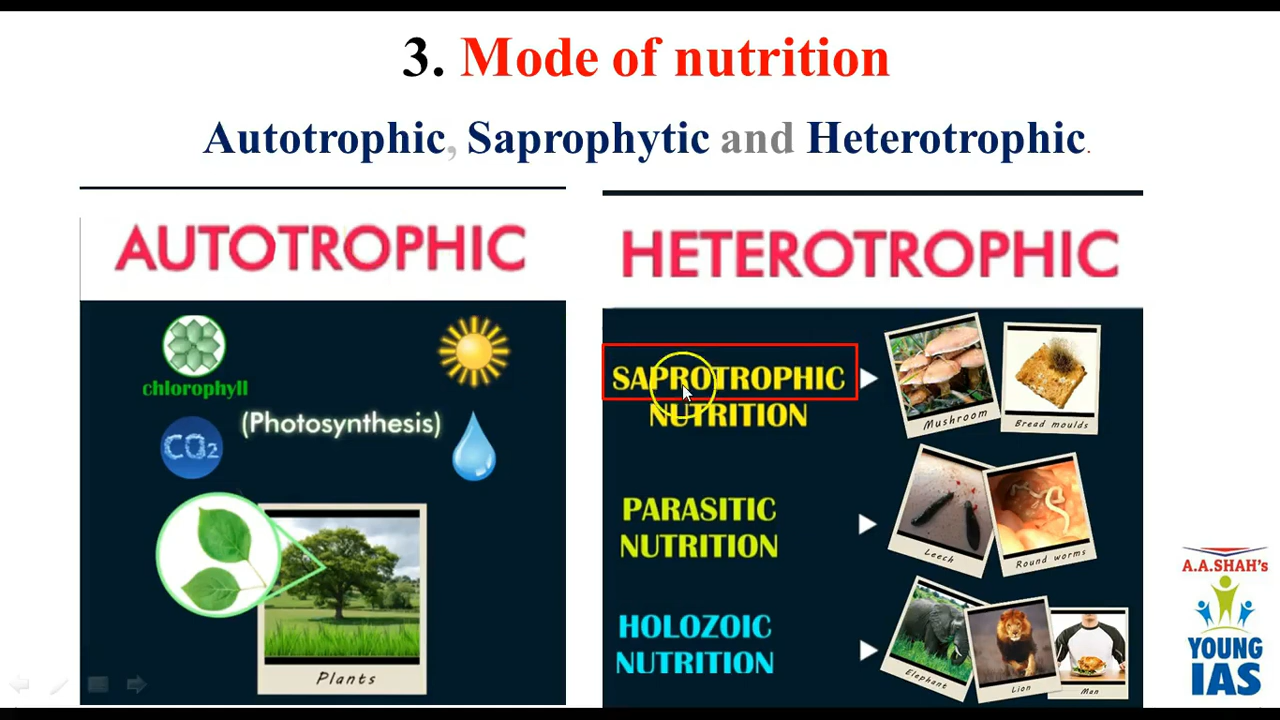 3. Mode of nutrition
Autotrophic, Saprophytic and Heterotrophic.
AUTOTROPHIC
chlorophyll
(Photosynthesis)
CO2
Plants
HETEROTROPHIC
SAPROTROPHIC
NUTRITION
Mushroom
Bread moulds
PARASITIC
NUTRITION
Leech
Round worms
HOLOZOIC
NUTRITION
Elephant
Lion
Man
A.A.SHAH's
YOUNG
IAS